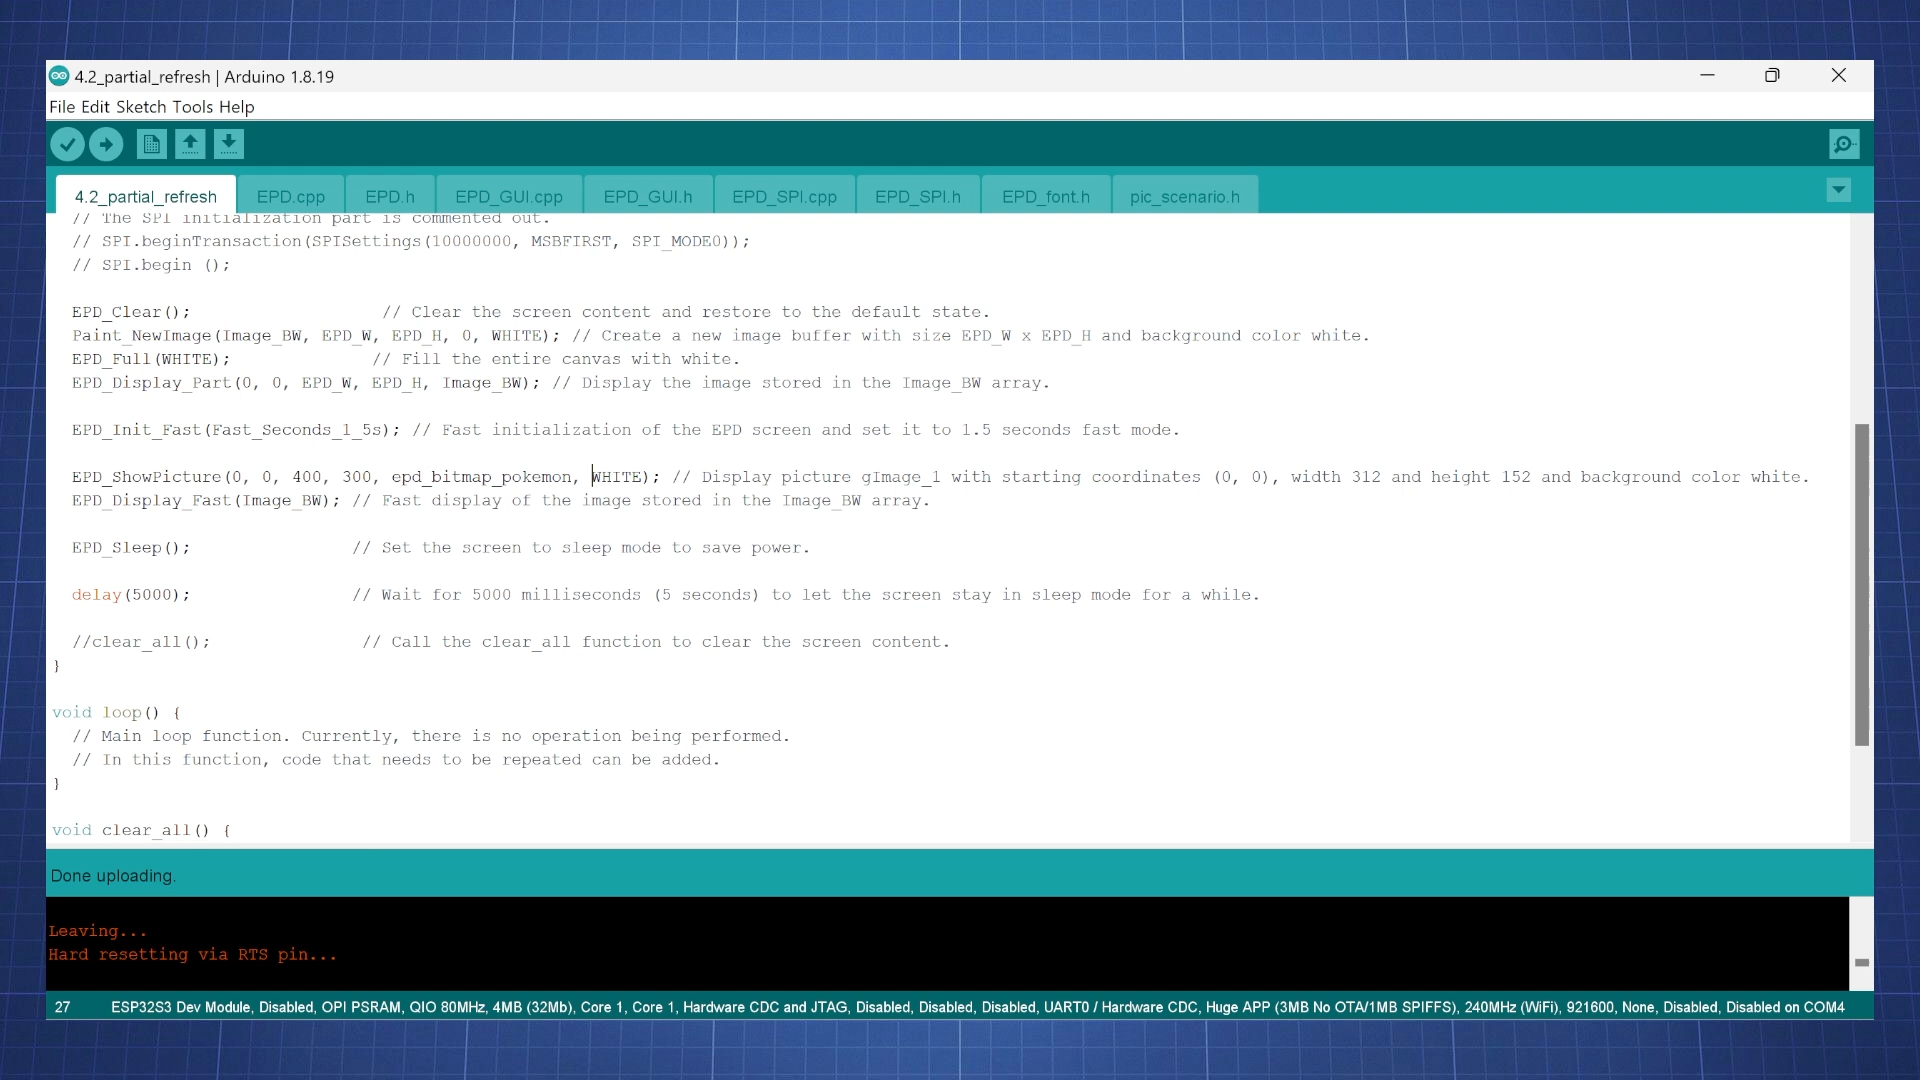 4.2_partial_refresh | Arduino 1.8.19
File Edit Sketch Tools Help
4.2_partial_refresh EPD.cpp EPD.h EPD_GUI.cpp EPD_GUI.h EPD_SPI.cpp EPD_SPI.h EPD_font.h pic_scenario.h
// The SPI initialization part is commented out.
// SPI.beginTransaction(SPISettings(10000000, MSBFIRST, SPI_MODE0));
// SPI.begin ();
EPD_Clear(); // Clear the screen content and restore to the default state.
Paint_NewImage(Image_BW, EPD_W, EPD_H, 0, WHITE); // Create a new image buffer with size EPD_W x EPD_H and background color white.
EPD_Full(WHITE); // Fill the entire canvas with white.
EPD_Display_Part(0, 0, EPD_W, EPD_H, Image_BW); // Display the image stored in the Image_BW array.
EPD_Init_Fast(Fast_Seconds_1_5s); // Fast initialization of the EPD screen and set it to 1.5 seconds fast mode.
EPD_ShowPicture(0, 0, 400, 300, epd_bitmap_pokemon, WHITE); // Display picture gImage_1 with starting coordinates (0, 0), width 312 and height 152 and background color white.
EPD_Display_Fast(Image_BW); // Fast display of the image stored in the Image_BW array.
EPD_Sleep(); // Set the screen to sleep mode to save power.
delay(5000); // Wait for 5000 milliseconds (5 seconds) to let the screen stay in sleep mode for a while.
//clear_all(); // Call the clear_all function to clear the screen content.
}
void loop() {
// Main loop function. Currently, there is no operation being performed.
// In this function, code that needs to be repeated can be added.
}
void clear_all() {
Done uploading.
Leaving...
Hard resetting via RTS pin...
27 ESP32S3 Dev Module, Disabled, OPI PSRAM, QIO 80MHz, 4MB (32Mb), Core 1, Core 1, Hardware CDC and JTAG, Disabled, Disabled, Disabled, UART0 / Hardware CDC, Huge APP (3MB No OTA/1MB SPIFFS), 240MHz (WiFi), 921600, None, Disabled, Disabled on COM4